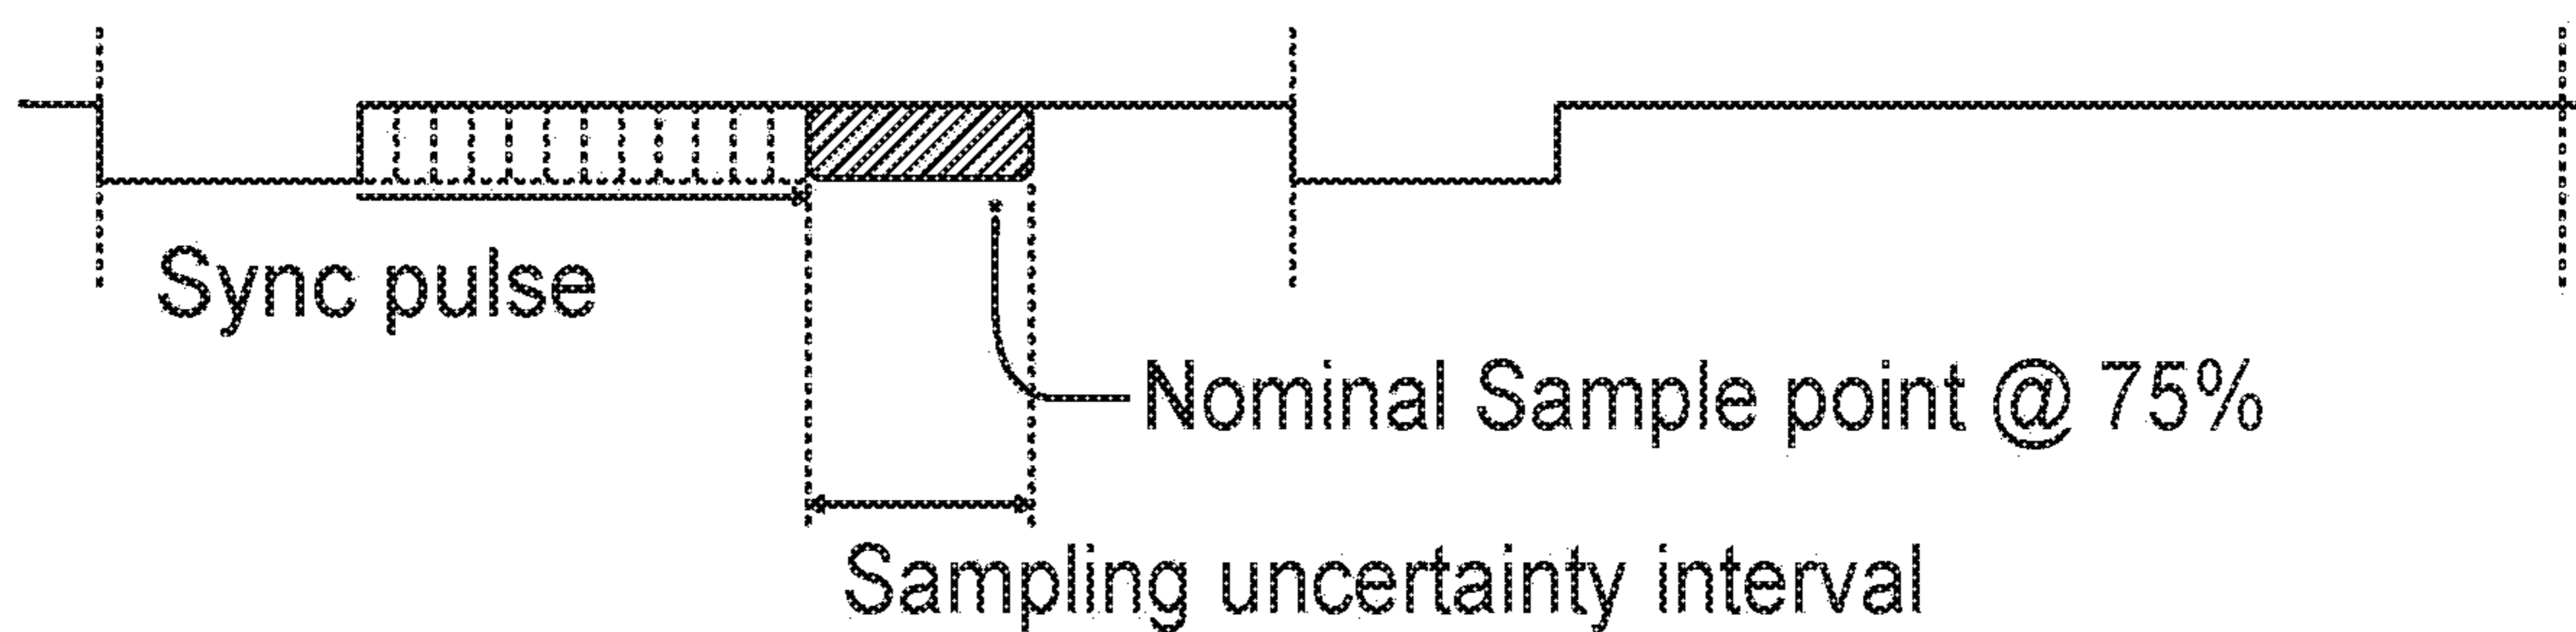 Sync pulse
Nominal Sample point @ 75%
Sampling uncertainty interval